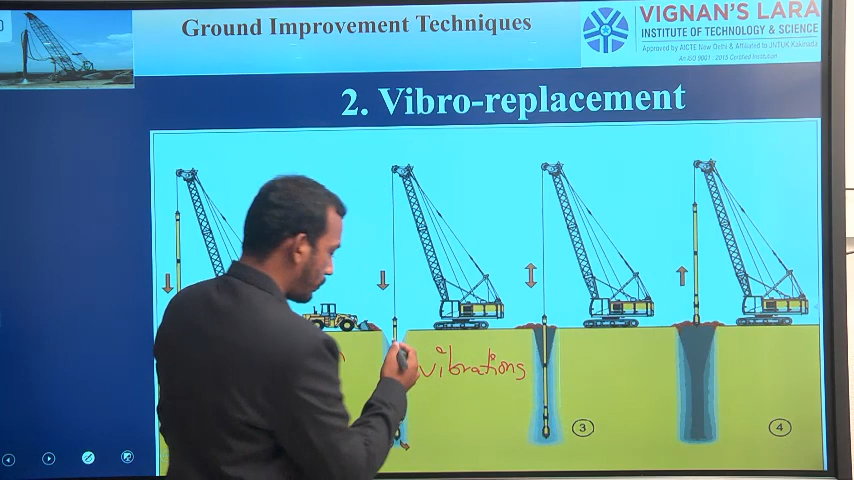 Ground Improvement Techniques
VIGNAN'S LARA
INSTITUTE OF TECHNOLOGY & SCIENCE
Approved by AICTE New Delhi & Affiliated to JNTUK Kakinada
An ISO 9001 : 2015 Certified Institution
2. Vibro-replacement
vibrations
3
4